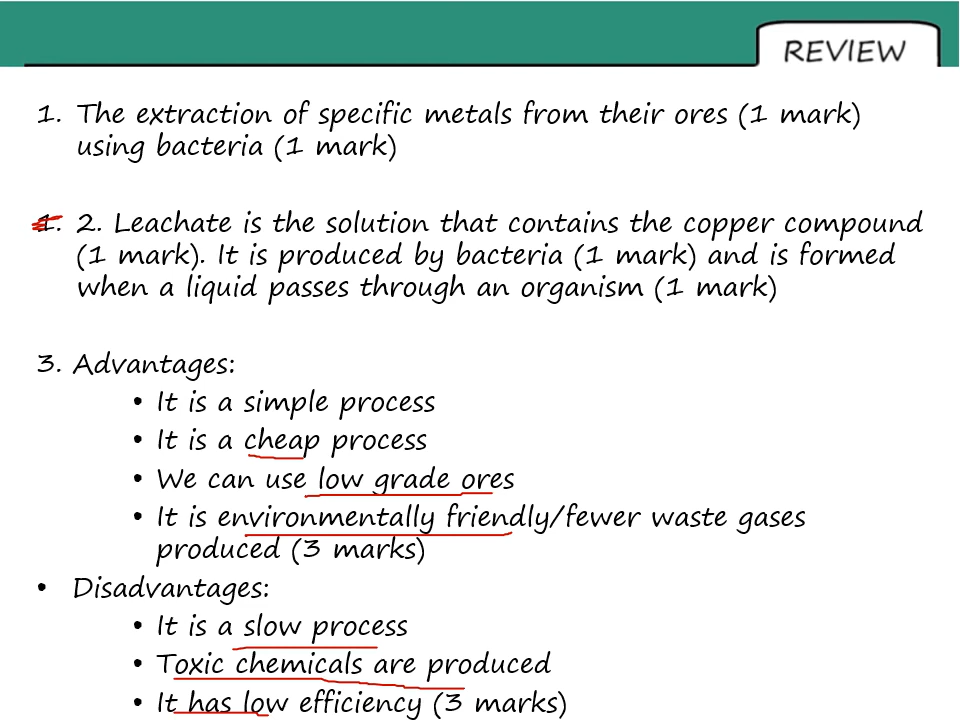 REVIEW
1. The extraction of specific metals from their ores (1 mark)
using bacteria (1 mark)
1. 2. Leachate is the solution that contains the copper compound
(1 mark). It is produced by bacteria (1 mark) and is formed
when a liquid passes through an organism (1 mark)
3. Advantages:
• It is a simple process
• It is a cheap process
• We can use low grade ores
• It is environmentally friendly/fewer waste gases
produced (3 marks)
• Disadvantages:
• It is a slow process
• Toxic chemicals are produced
• It has low efficiency (3 marks)